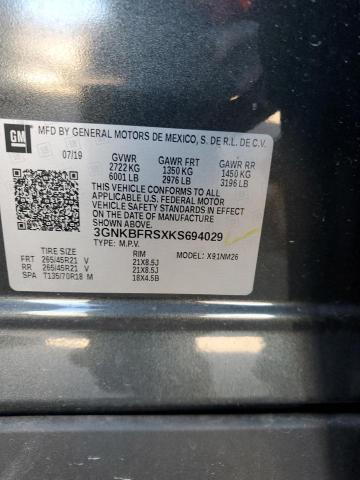 GM
MFD BY GENERAL MOTORS DE MEXICO, S. DE R.L. DE C.V.
07/19 GVWR GAWR FRT GAWR RR
2722 KG 1350 KG 1450 KG
6001 LB 2976 LB 3196 LB
THIS VEHICLE CONFORMS TO ALL APPLICABLE
U.S. FEDERAL MOTOR
VEHICLE SAFETY STANDARDS IN EFFECT ON
THE DATE OF MANUFACTURE SHOWN ABOVE.
3GNKBFRSXKS694029
TYPE: M.P.V. MODEL: X91NM26
TIRE SIZE RIM
FRT 265/45R21 V 21X8.5J
RR 265/45R21 V 21X8.5J
SPA T135/70R18 M 18X4.5B